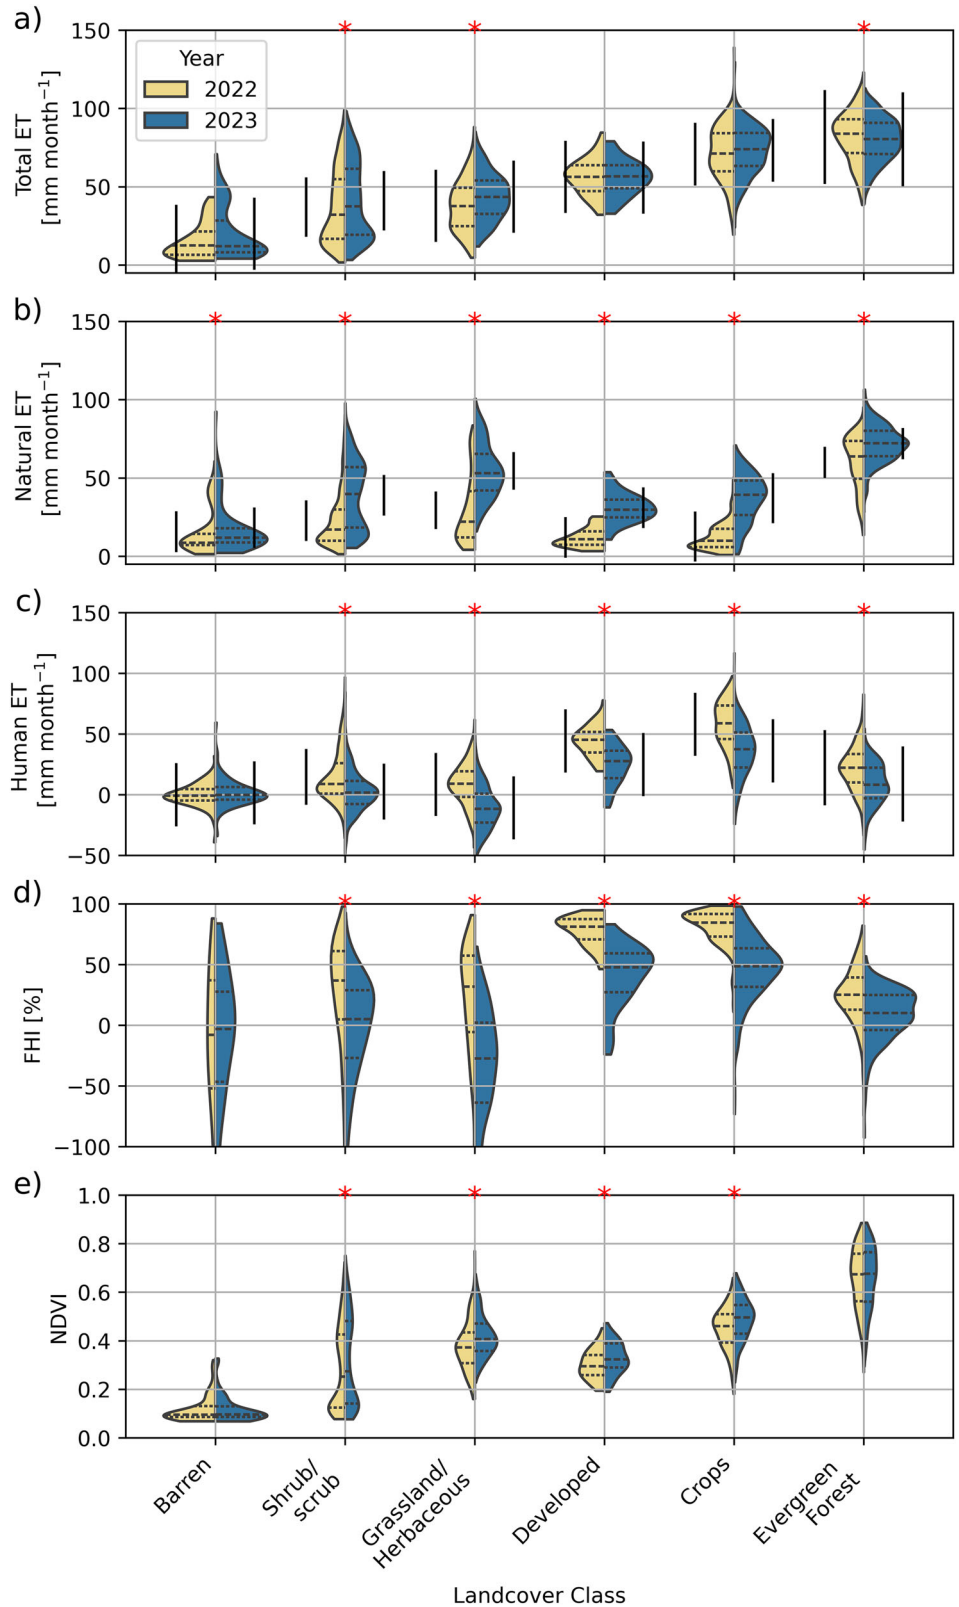 a)
Total ET
[mm month⁻¹]
150
100
50
0
Year
2022
2023
*
*
*
b)
Natural ET
[mm month⁻¹]
150
100
50
0
*
*
*
*
*
*
c)
Human ET
[mm month⁻¹]
150
100
50
0
−50
*
*
*
*
*
d)
FHI [%]
100
50
0
−50
−100
*
*
*
*
*
e)
NDVI
1.0
0.8
0.6
0.4
0.2
0.0
*
*
*
*
Barren
Shrub/
scrub
Grassland/
Herbaceous
Developed
Crops
Evergreen
Forest
Landcover Class